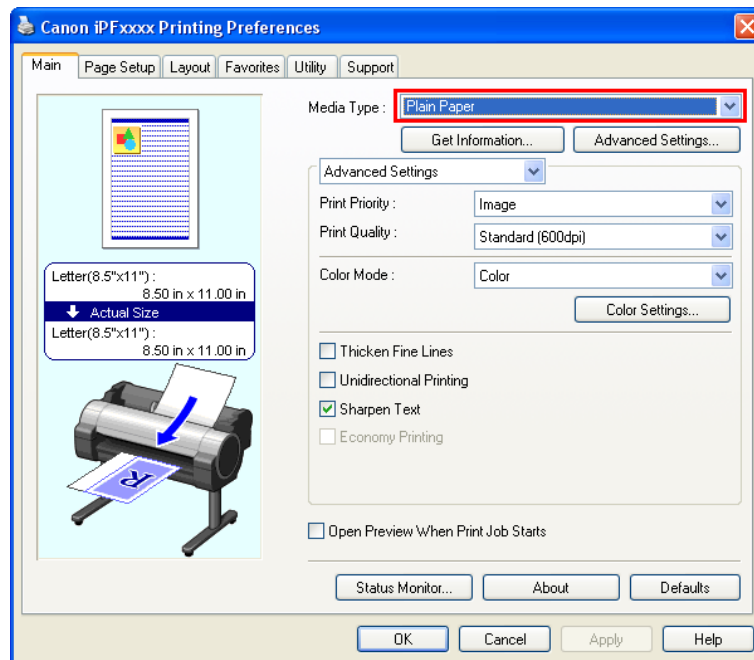 Canon iPFxxxx Printing Preferences
Main Page Setup Layout Favorites Utility Support
Media Type : Plain Paper
Get Information... Advanced Settings...
Advanced Settings
Print Priority : Image
Print Quality : Standard (600dpi)
Color Mode : Color
Color Settings...
Letter(8.5"x11") :
8.50 in x 11.00 in
Actual Size
Letter(8.5"x11") :
8.50 in x 11.00 in
R
Thicken Fine Lines
Unidirectional Printing
Sharpen Text
Economy Printing
Open Preview When Print Job Starts
Status Monitor... About Defaults
OK Cancel Apply Help